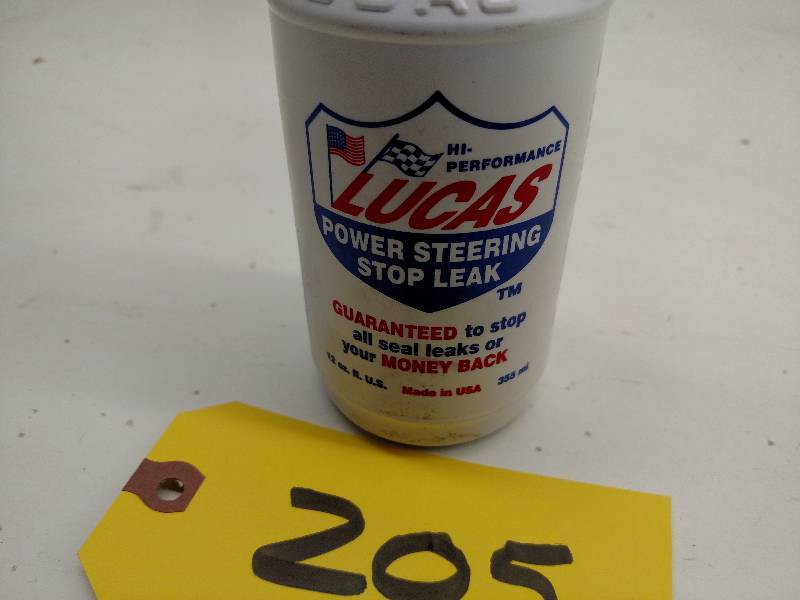 HI-
PERFORMANCE
LUCAS
POWER STEERING
STOP LEAK
TM
GUARANTEED to stop
all seal leaks or
your MONEY BACK
12 oz. fl. U.S. Made in USA 355 ml
205